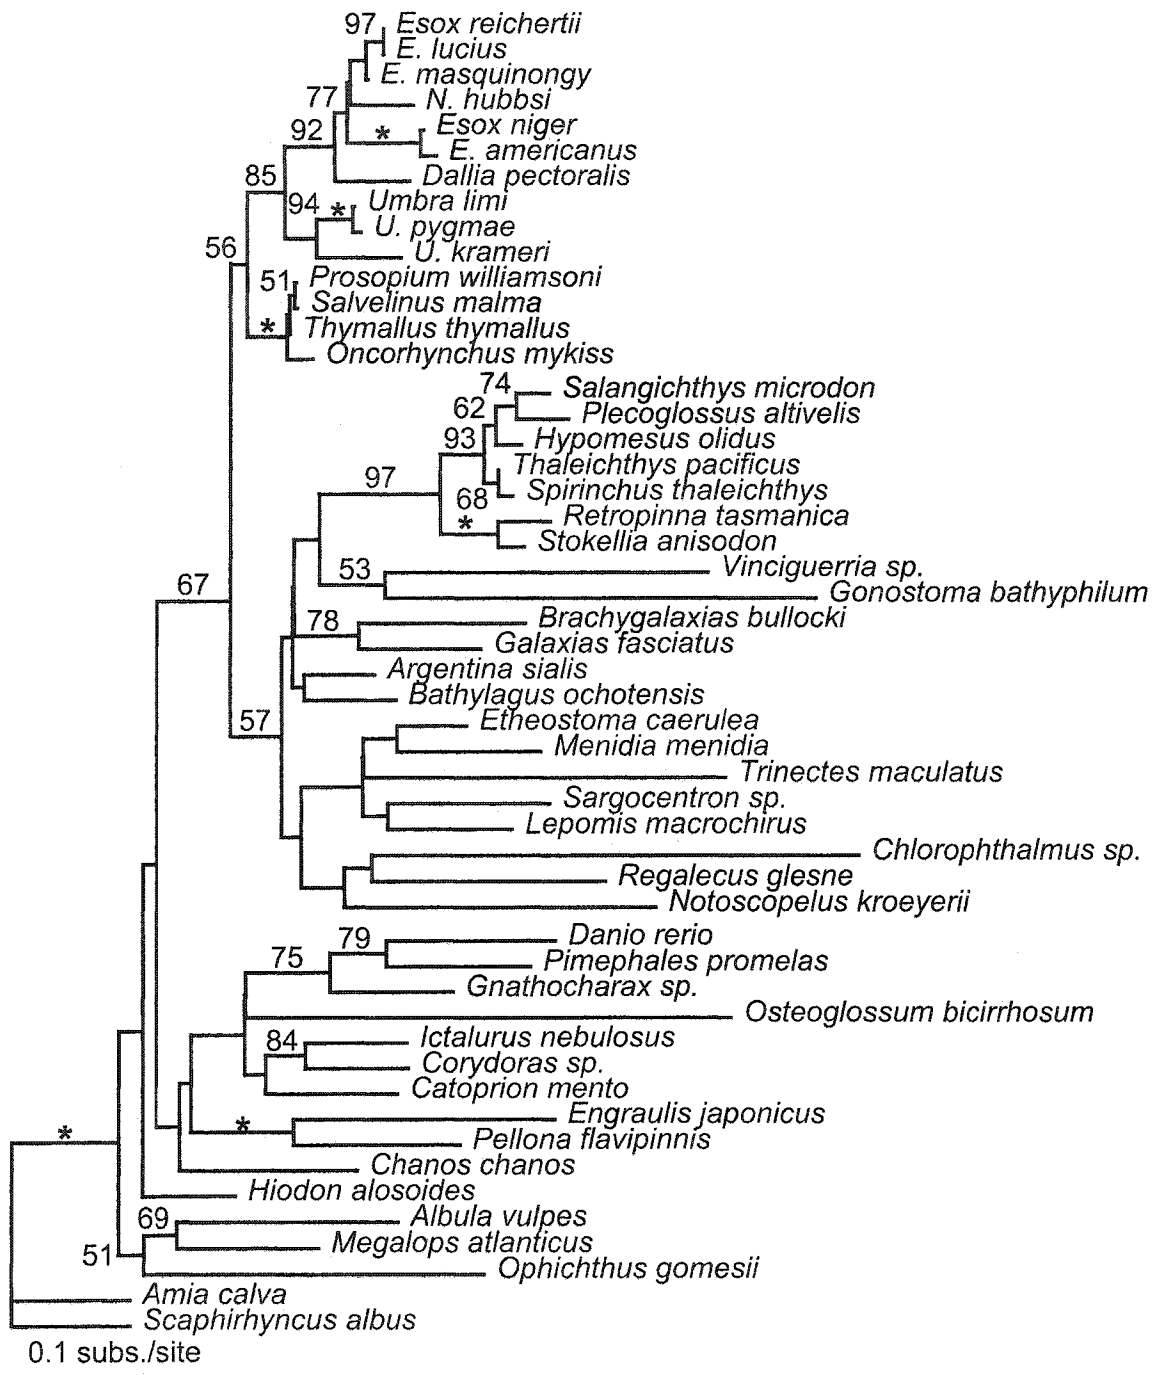 97 Esox reichertii
E. lucius
E. masquinongy
77 N. hubbsi
92 * Esox niger
E. americanus
85 Dallia pectoralis
94 * Umbra limi
U. pygmae
56 U. krameri
51 Prosopium williamsoni
Salvelinus malma
* Thymallus thymallus
Oncorhynchus mykiss
74 Salangichthys microdon
62 Plecoglossus altivelis
93 Hypomesus olidus
Thaleichthys pacificus
97 68 Spirinchus thaleichthys
* Retropinna tasmanica
Stokellia anisodon
53 Vinciguerria sp.
67 Gonostoma bathyphilum
78 Brachygalaxias bullocki
Galaxias fasciatus
Argentina sialis
Bathylagus ochotensis
57 Etheostoma caerulea
Menidia menidia
Trinectes maculatus
Sargocentron sp.
Lepomis macrochirus
Chlorophthalmus sp.
Regalecus glesne
Notoscopelus kroeyerii
79 Danio rerio
75 Pimephales promelas
Gnathocharax sp.
Osteoglossum bicirrhosum
84 Ictalurus nebulosus
Corydoras sp.
Catoprion mento
* Engraulis japonicus
* Pellona flavipinnis
Chanos chanos
Hiodon alosoides
69 Albula vulpes
51 Megalops atlanticus
Ophichthus gomesii
Amia calva
Scaphirhyncus albus
0.1 subs./site